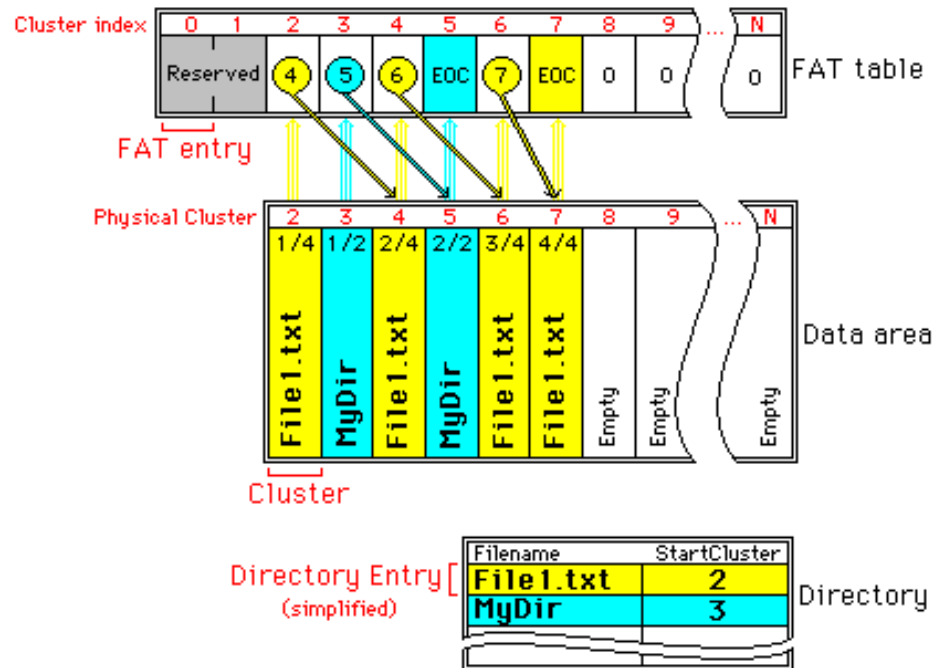 Cluster index 0 1 2 3 4 5 6 7 8 9 ... N
Reserved 4 5 6 EOC 7 EOC 0 0 0 FAT table
FAT entry
Physical Cluster 2 3 4 5 6 7 8 9 ... N
1/4 1/2 2/4 2/2 3/4 4/4
File1.txt MyDir File1.txt MyDir File1.txt File1.txt Empty Empty Empty Data area
Cluster
Filename StartCluster
Directory Entry File1.txt 2
(simplified) MyDir 3 Directory